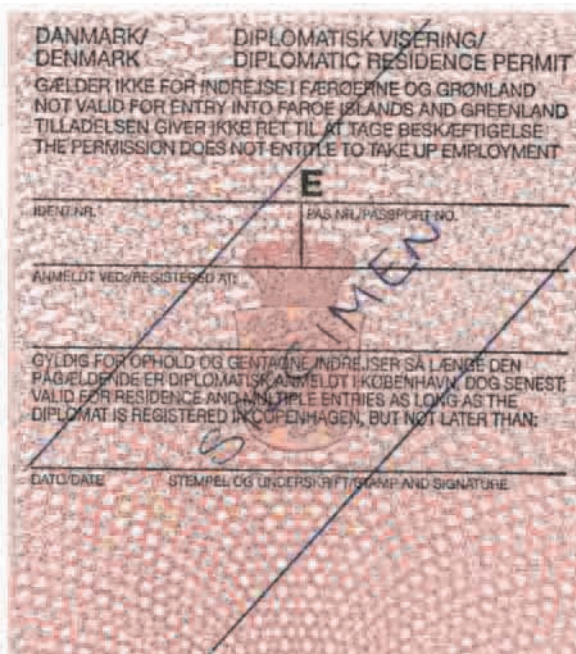 DANMARK/ DIPLOMATISK VISERING/
DENMARK DIPLOMATIC RESIDENCE PERMIT
GÆLDER IKKE FOR INDREJSE I FÆRØERNE OG GRØNLAND
NOT VALID FOR ENTRY INTO FAROE ISLANDS AND GREENLAND
TILLADELSEN GIVER IKKE RET TIL AT TAGE BESKÆFTIGELSE
THE PERMISSION DOES NOT ENTITLE TO TAKE UP EMPLOYMENT
E
IDENT.NR. PAS NR./PASSPORT NO.
SPECIMEN
ANMELDT VED:/REGISTERED AT:
GYLDIG FOR OPHOLD OG GENTAGNE INDREJSER SÅ LÆNGE DEN
PÅGÆLDENDE ER DIPLOMATISK ANMELDT I KØBENHAVN, DOG SENEST:
VALID FOR RESIDENCE AND MULTIPLE ENTRIES AS LONG AS THE
DIPLOMAT IS REGISTERED IN COPENHAGEN, BUT NOT LATER THAN:
DATO/DATE STEMPEL OG UNDERSKRIFT/STAMP AND SIGNATURE